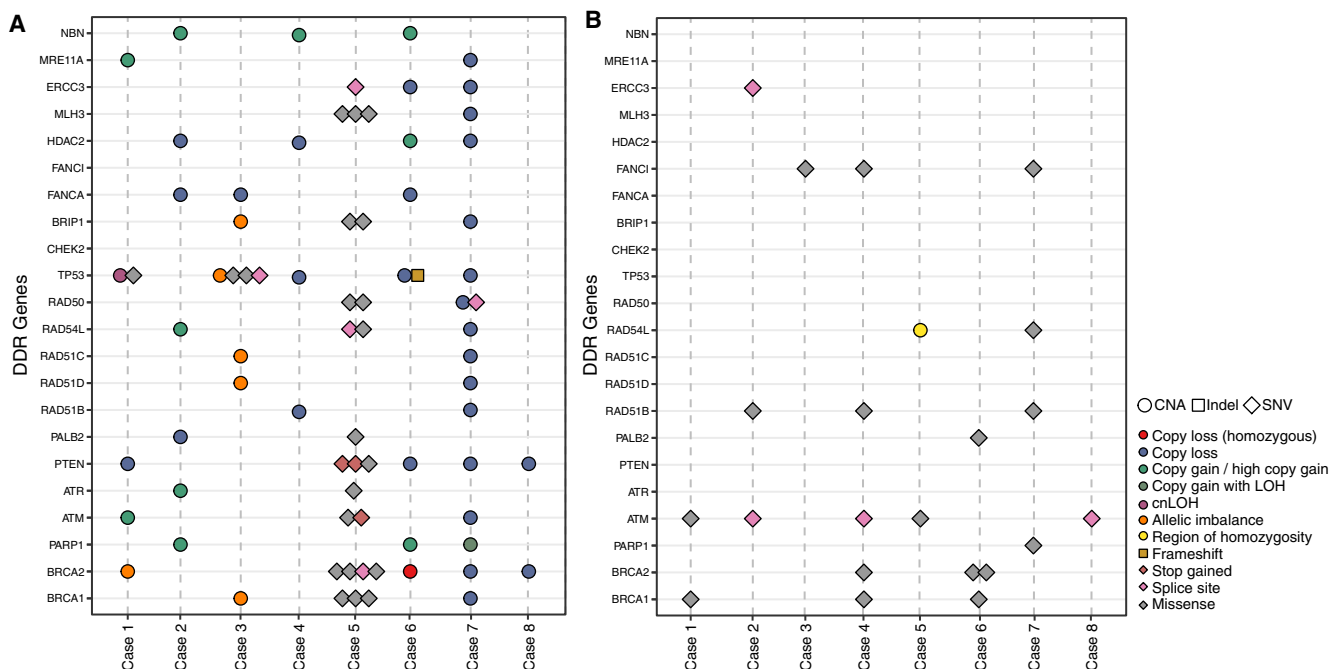 A
DDR Genes
NBN
MRE11A
ERCC3
MLH3
HDAC2
FANCI
FANCA
BRIP1
CHEK2
TP53
RAD50
RAD54L
RAD51C
RAD51D
RAD51B
PALB2
PTEN
ATR
ATM
PARP1
BRCA2
BRCA1
Case 1
Case 2
Case 3
Case 4
Case 5
Case 6
Case 7
Case 8
B
DDR Genes
NBN
MRE11A
ERCC3
MLH3
HDAC2
FANCI
FANCA
BRIP1
CHEK2
TP53
RAD50
RAD54L
RAD51C
RAD51D
RAD51B
PALB2
PTEN
ATR
ATM
PARP1
BRCA2
BRCA1
Case 1
Case 2
Case 3
Case 4
Case 5
Case 6
Case 7
Case 8
CNA Indel SNV
Copy loss (homozygous)
Copy loss
Copy gain / high copy gain
Copy gain with LOH
cnLOH
Allelic imbalance
Region of homozygosity
Frameshift
Stop gained
Splice site
Missense